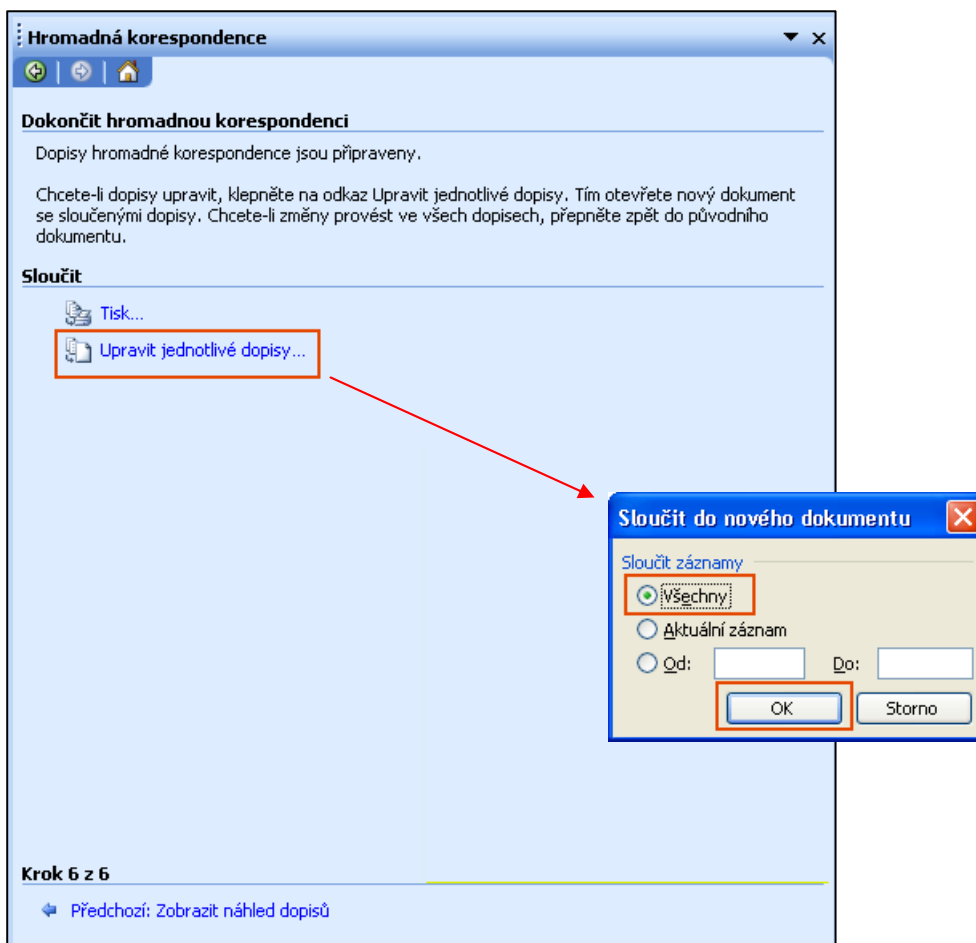 Hromadná korespondence
Dokončit hromadnou korespondenci
Dopisy hromadné korespondence jsou připraveny.
Chcete-li dopisy upravit, klepněte na odkaz Upravit jednotlivé dopisy. Tím otevřete nový dokument
se sloučenými dopisy. Chcete-li změny provést ve všech dopisech, přepněte zpět do původního
dokumentu.
Sloučit
Tisk...
Upravit jednotlivé dopisy...
Sloučit do nového dokumentu
Sloučit záznamy
Všechny
Aktuální záznam
Od: Do:
OK Storno
Krok 6 z 6
Předchozí: Zobrazit náhled dopisů